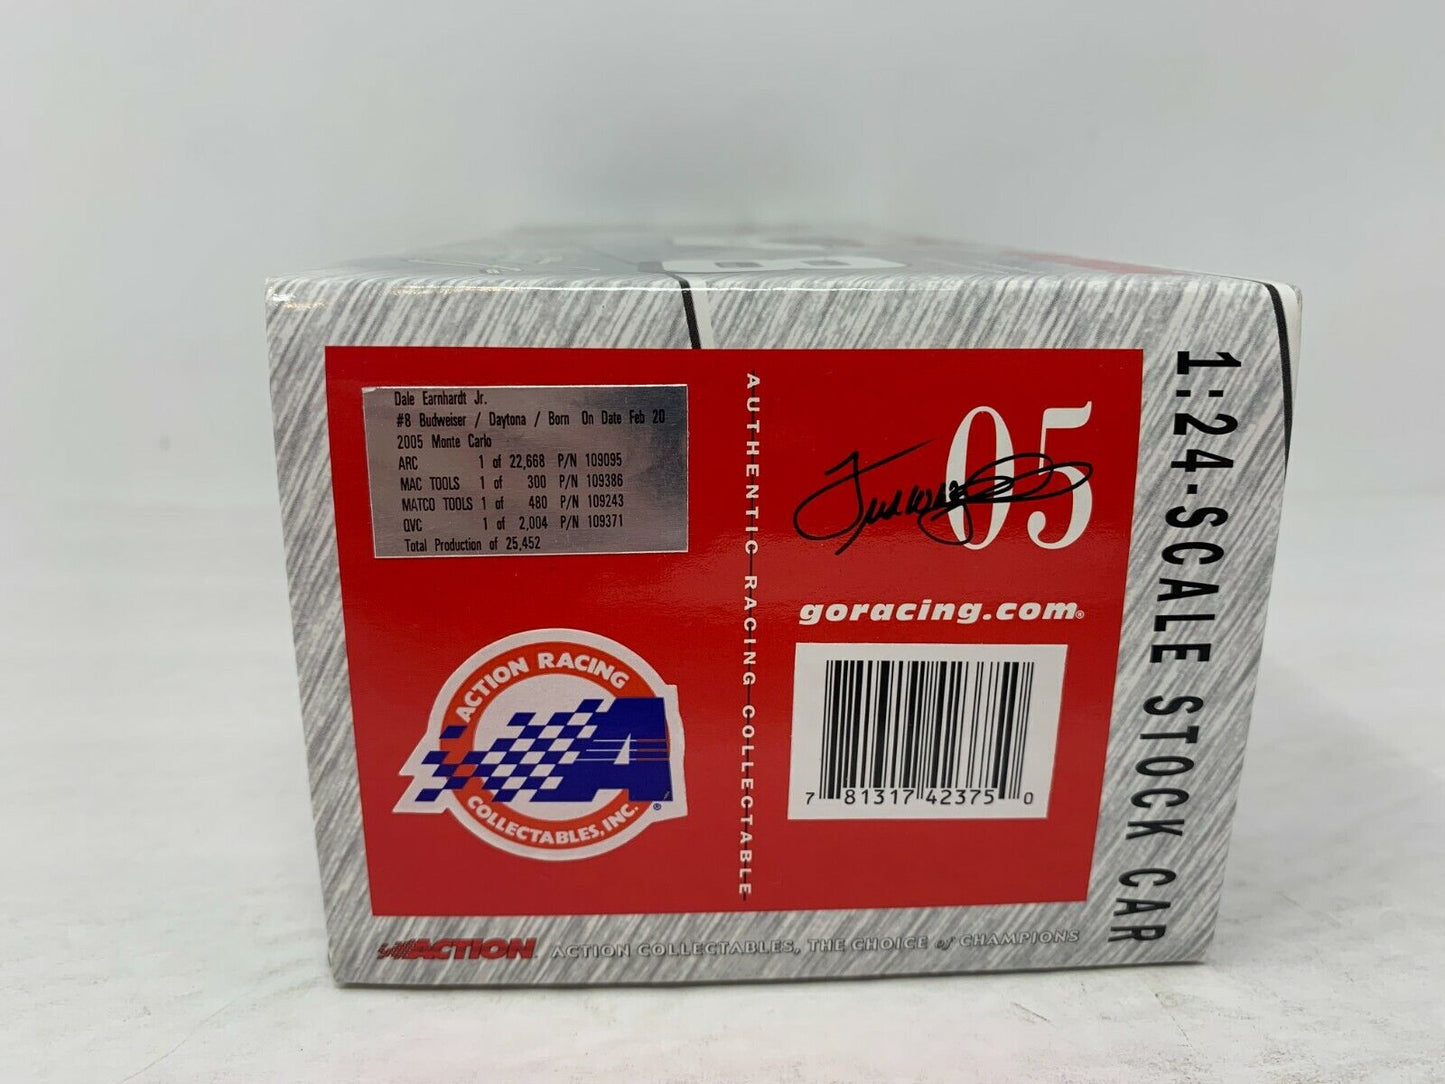 Dale Earnhardt Jr.
#8 Budweiser / Daytona / Born On Date Feb 20
2005 Monte Carlo
ARC 1 of 22,668 P/N 109095
MAC TOOLS 1 of 300 P/N 109386
MATCO TOOLS 1 of 480 P/N 109243
QVC 1 of 2,004 P/N 109371
Total Production of 25,452
AUTHENTIC RACING COLLECTABLE
05
goracing.com®
7 81317 42375 0
ACTION RACING
COLLECTABLES, INC.
A®
1:24-SCALE STOCK CAR
ACTION
ACTION COLLECTABLES, THE CHOICE of CHAMPIONS
8